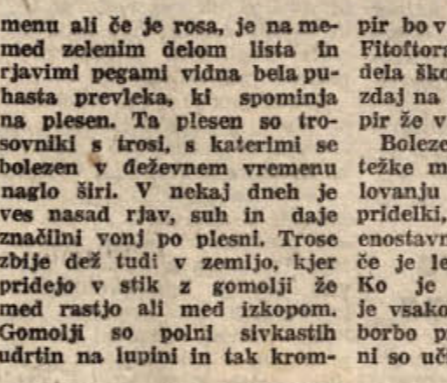 menu ali če je rosa, je na me-
med zelenim delom lista in
rjavimi pegami vidna bela pu-
hasta prevleka, ki spominja
na plesen. Ta plesen so tro-
sovniki s trosi, s katerimi se
bolezen v deževnem vremenu
naglo širi. V nekaj dneh je
ves nasad rjav, suh in daje
značilni vonj po plesni. Trose
zbije dež tudi v zemljo, kjer
pridejo v stik z gomolji že
med rastjo ali med izkopom.
Gomolji so polni sivkastih
udrtin na lupini in tak krom-
pir bo v
Fitoftora
dela ško
zdaj na
pir že v
Boleze
težke m
lovanju
pridelki,
enostavn
če je le
Ko je
je vsako
borbo p
ni so uč